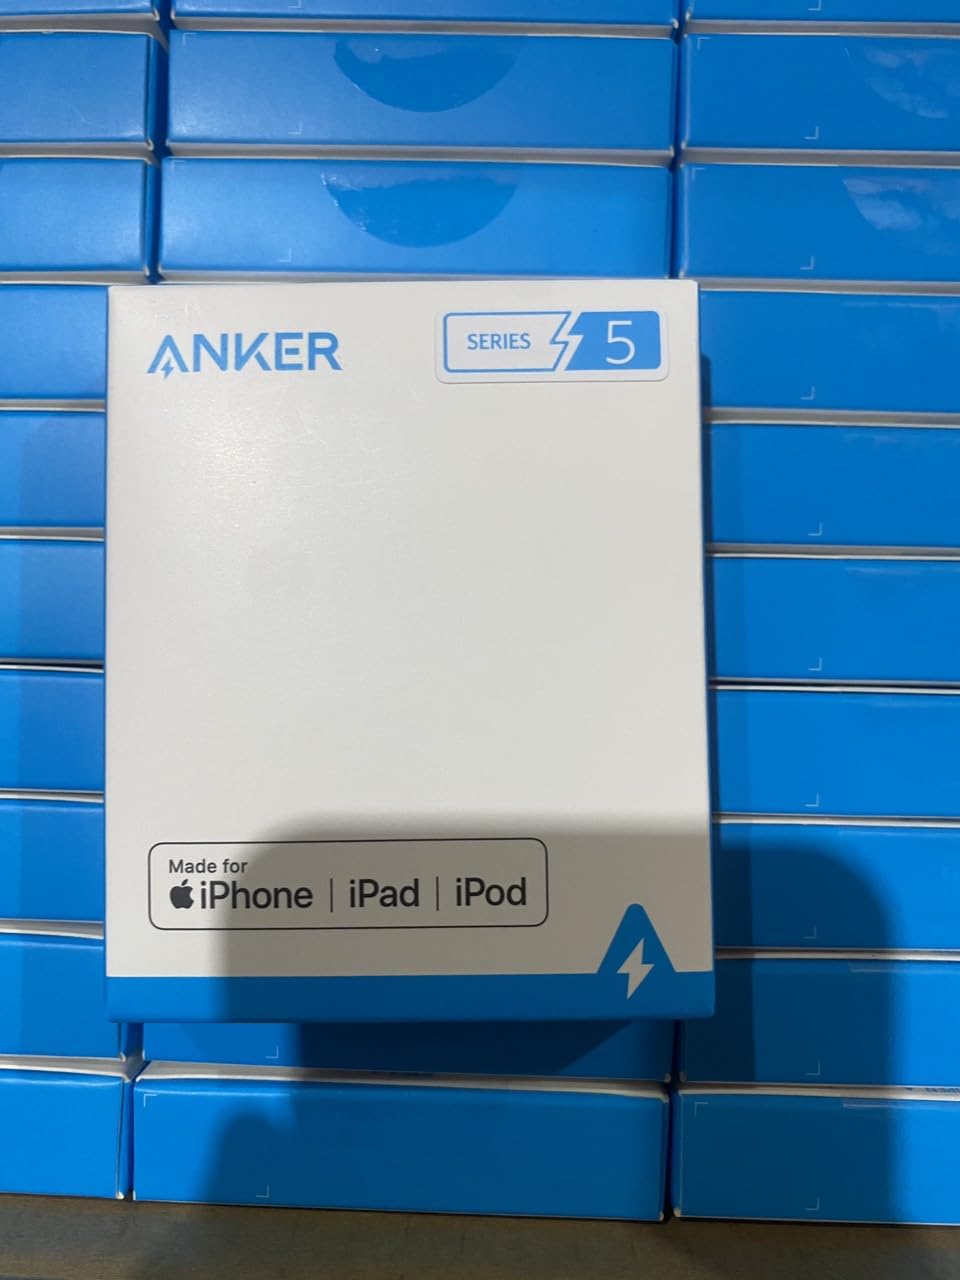 ANKER
SERIES 5
Made for
iPhone | iPad | iPod